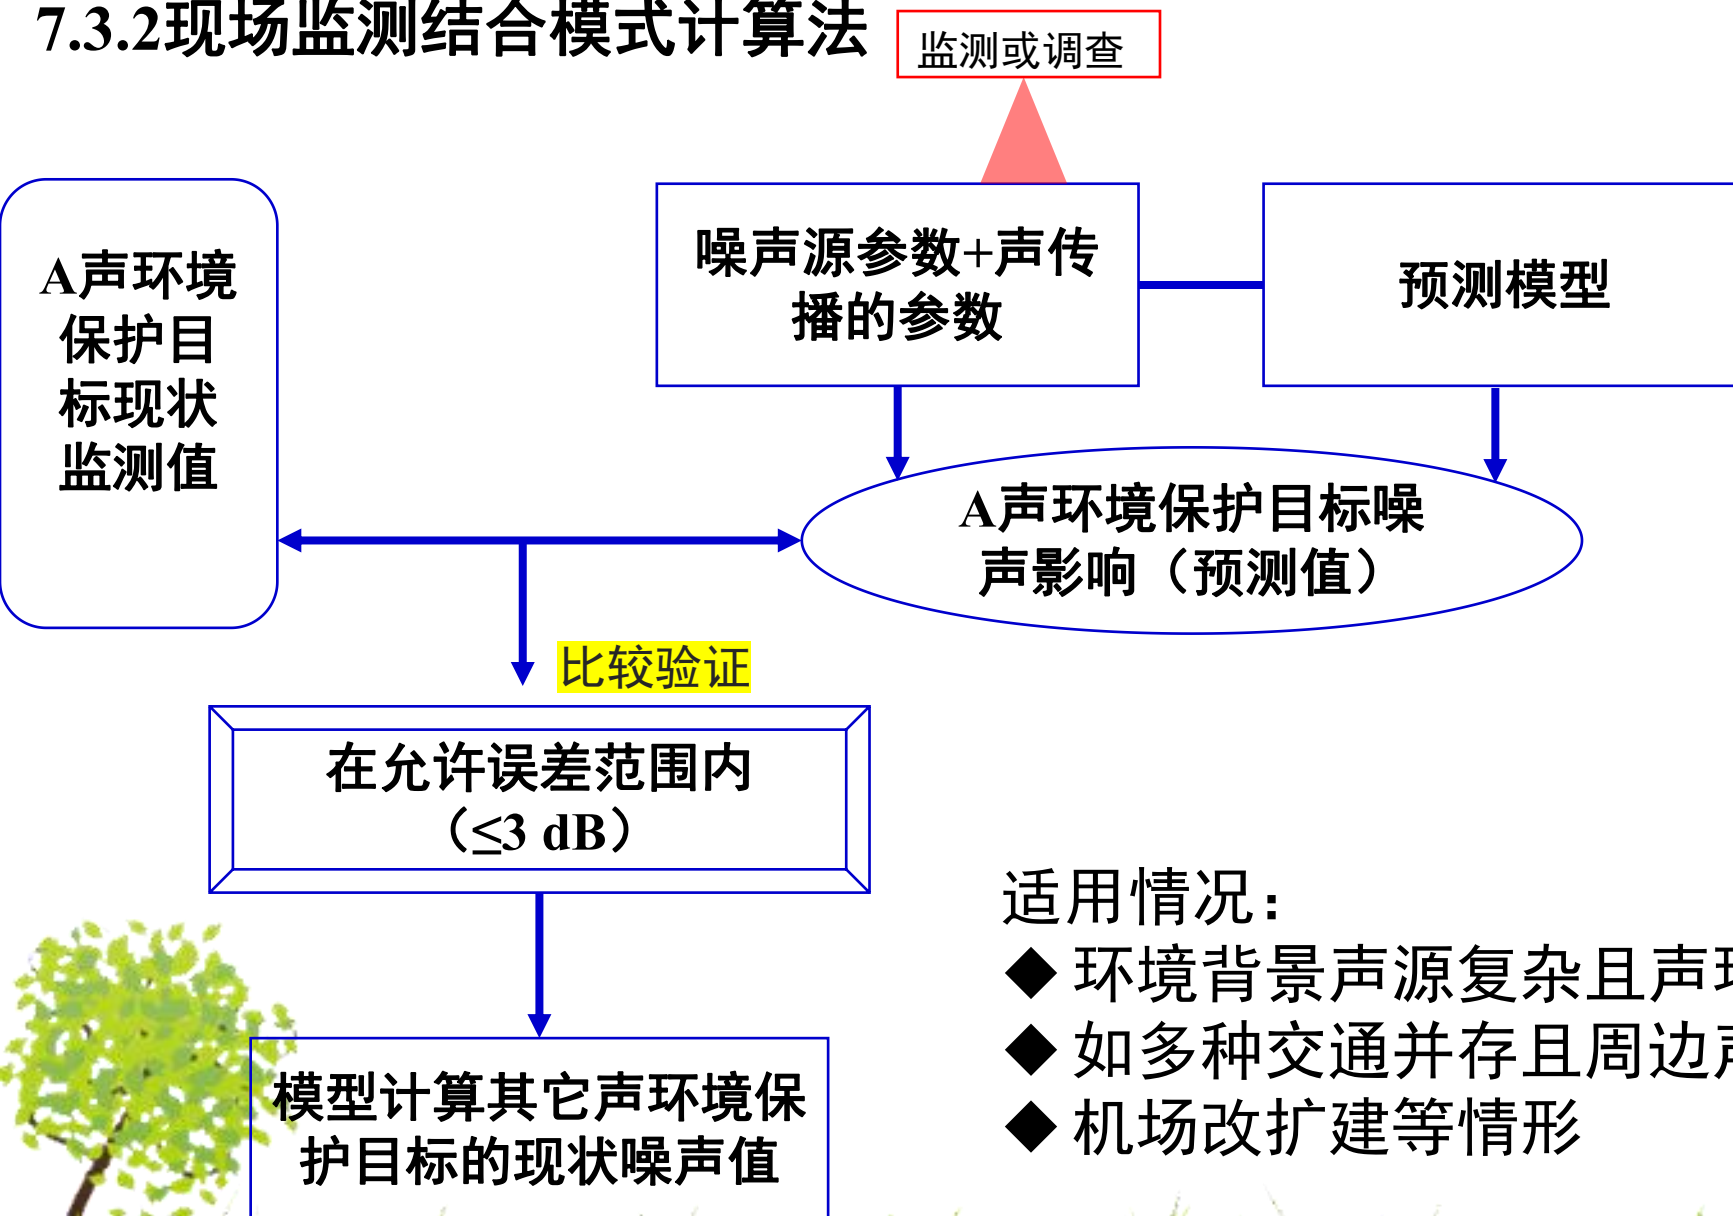 7.3.2现场监测结合模式计算法
监测或调查
A声环境
保护目
标现状
监测值
噪声源参数+声传
播的参数
预测模型
A声环境保护目标噪
声影响（预测值）
比较验证
在允许误差范围内
（≤3 dB）
模型计算其它声环境保
护目标的现状噪声值
适用情况：
◆ 环境背景声源复杂且声
◆ 如多种交通并存且周边
◆ 机场改扩建等情形